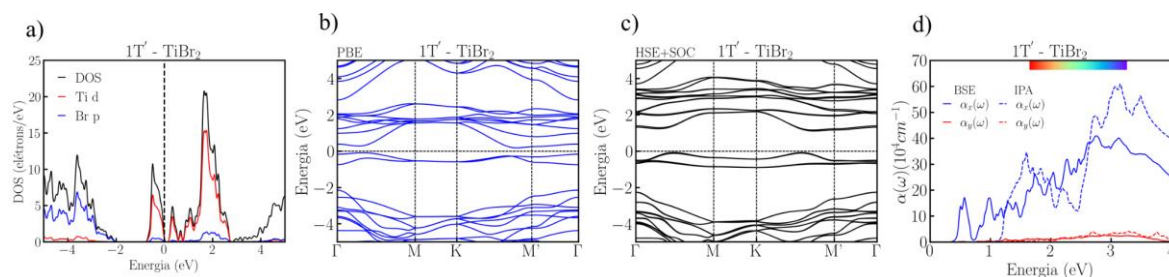 a)
1T′ - TiBr₂
DOS
Ti d
Br p
DOS (elétrons/eV)
25
20
15
10
5
0
−4
−2
0
2
4
Energia (eV)
b)
PBE
1T′ - TiBr₂
Energia (eV)
4
2
0
−2
−4
Γ M K M' Γ
c)
HSE+SOC
1T′ - TiBr₂
Energia (eV)
4
2
0
−2
−4
Γ M K M' Γ
d)
1T′ - TiBr₂
BSE IPA
αₓ(ω) αₓ(ω)
αᵧ(ω) αᵧ(ω)
α(ω)(10⁴cm⁻¹)
70
60
50
40
30
20
10
0
0 1 2 3 4
Energia (eV)